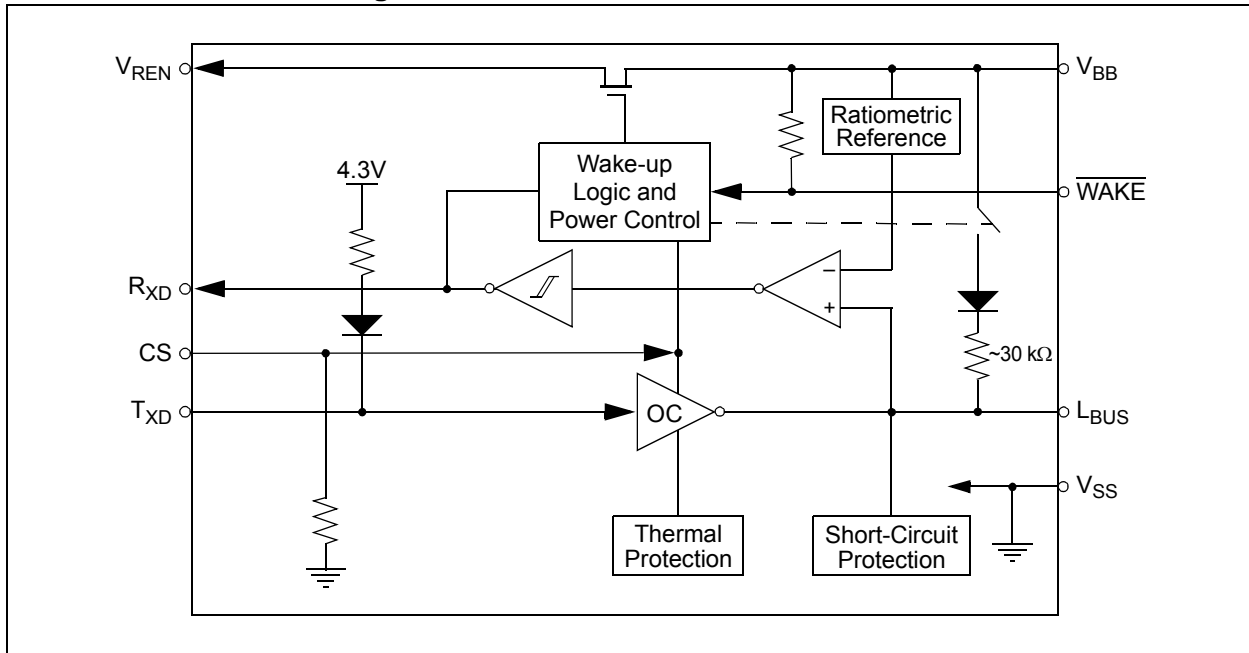 V_REN
V_BB
Ratiometric
Reference
Wake-up
Logic and
Power Control
4.3V
WAKE
R_XD
−
+
~30 kΩ
CS
T_XD
OC
L_BUS
V_SS
Thermal
Protection
Short-Circuit
Protection